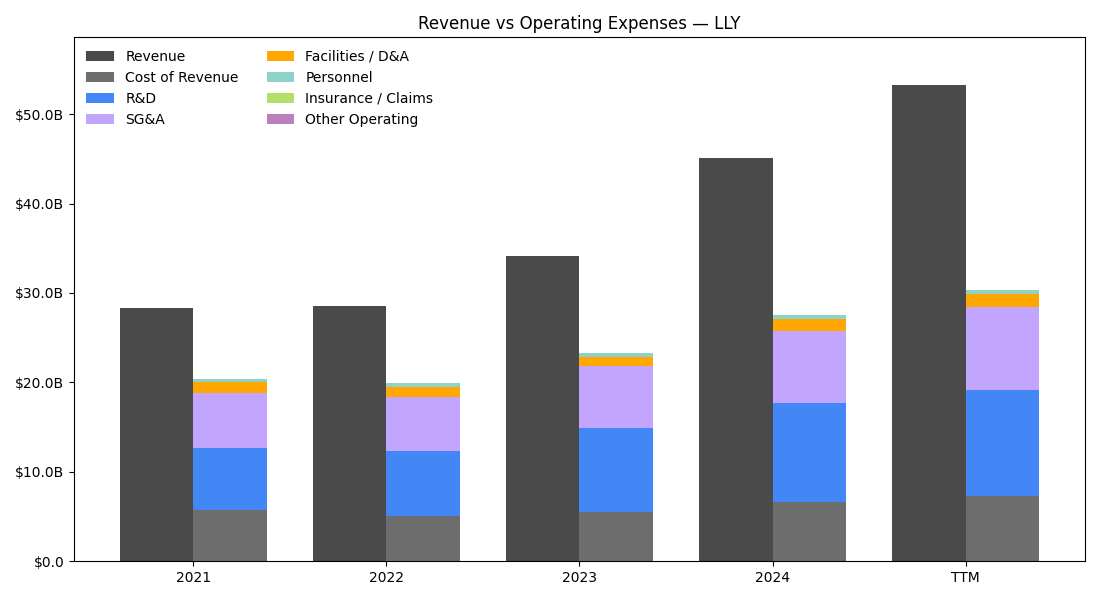 Revenue vs Operating Expenses — LLY
Revenue
Cost of Revenue
R&D
SG&A
Facilities / D&A
Personnel
Insurance / Claims
Other Operating
$50.0B
$40.0B
$30.0B
$20.0B
$10.0B
$0.0
2021 2022 2023 2024 TTM